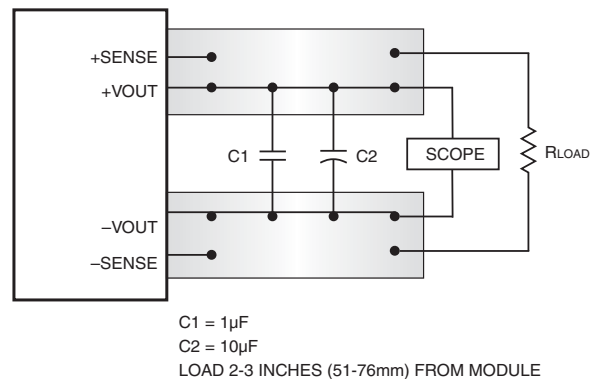 +SENSE
+VOUT
C1
C2
SCOPE
RLOAD
−VOUT
−SENSE
C1 = 1µF
C2 = 10µF
LOAD 2-3 INCHES (51-76mm) FROM MODULE